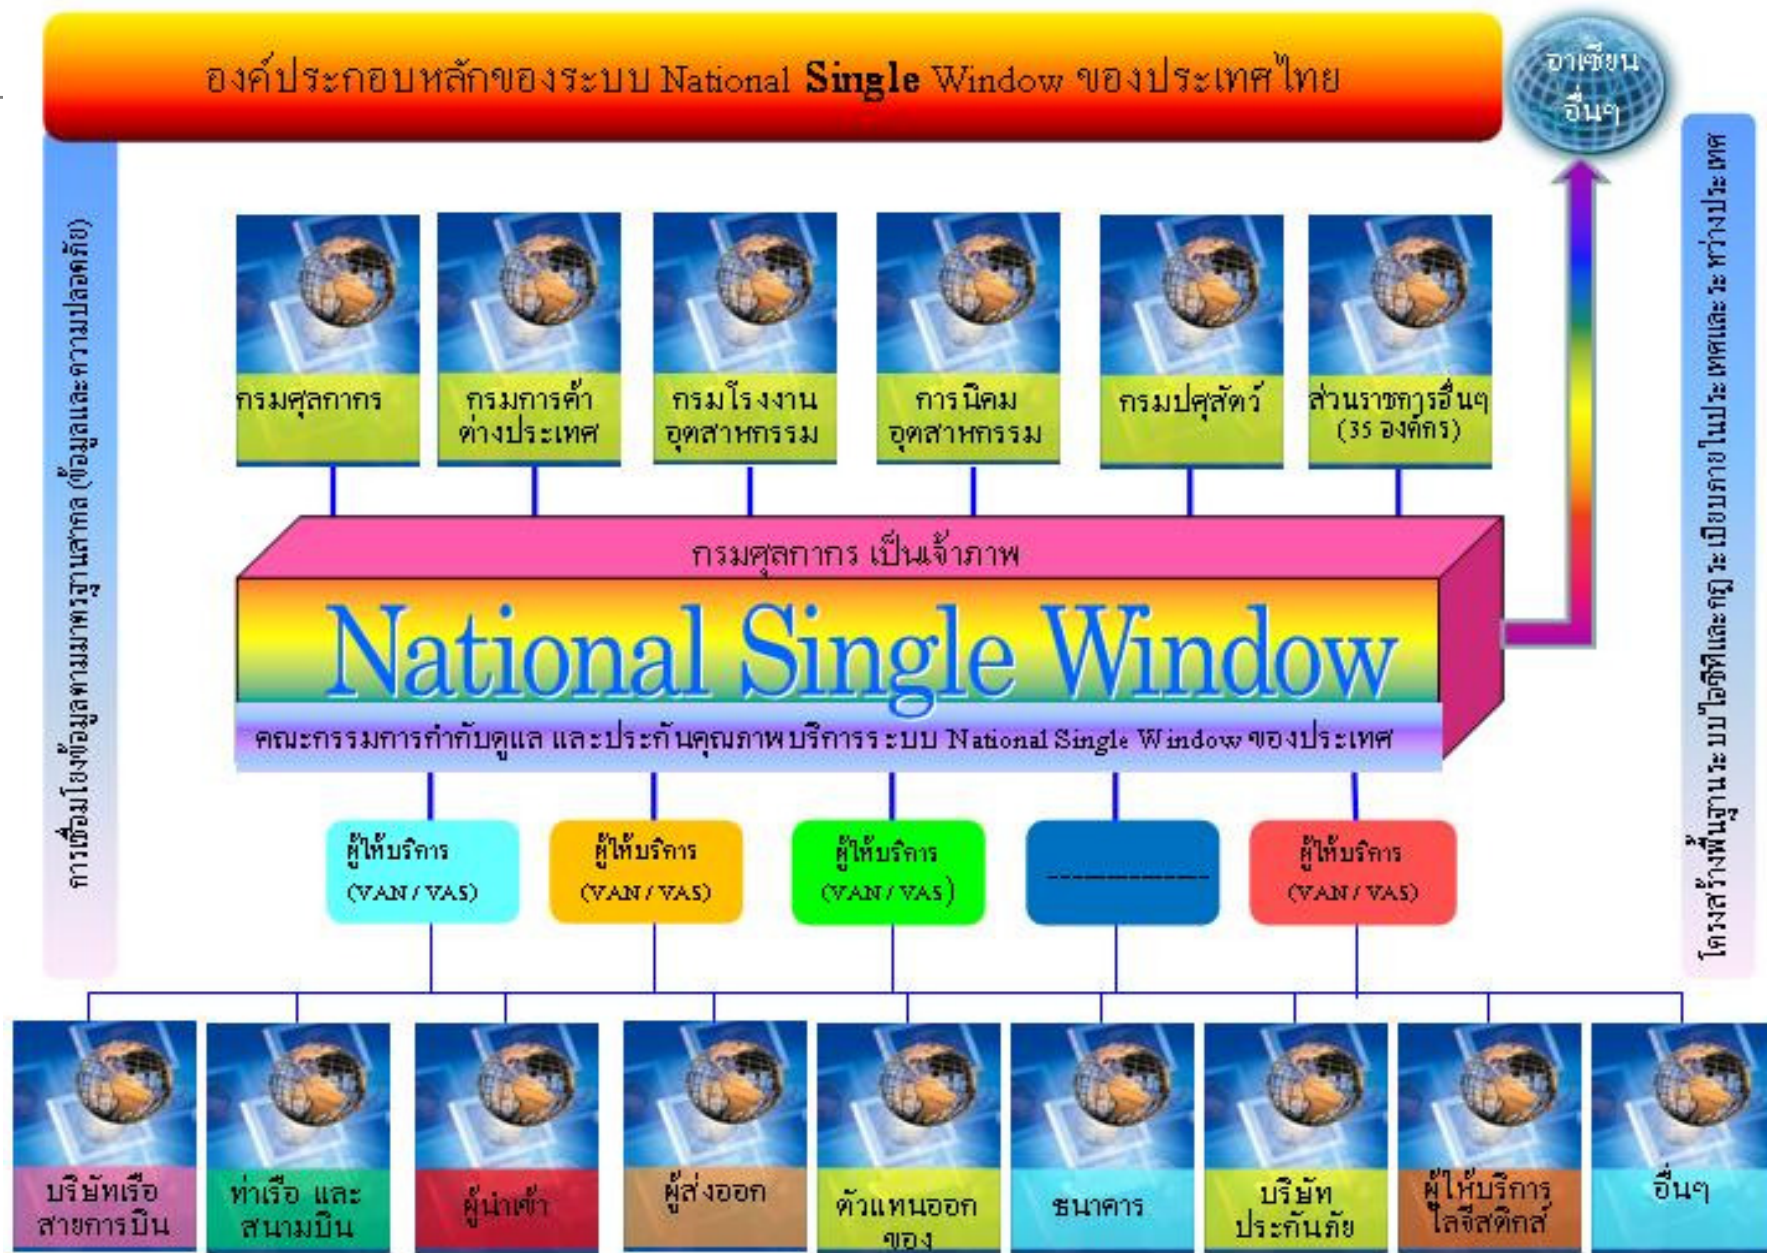 องค์ประกอบหลักของระบบ National Single Window ของประเทศไทย
อาเซียน
อื่นๆ
การเชื่อมโยงข้อมูลตามมาตรฐานสากล (ข้อมูลและความปลอดภัย)
โครงสร้างพื้นฐานระบบไอซีทีและกฎระเบียบภายในประเทศและระหว่างประเทศ
กรมศุลกากร
กรมการค้า
ต่างประเทศ
กรมโรงงาน
อุตสาหกรรม
การนิคม
อุตสาหกรรม
กรมปศุสัตว์
ส่วนราชการอื่นๆ
(35 องค์กร)
กรมศุลกากร เป็นเจ้าภาพ
National Single Window
คณะกรรมการกำกับดูแล และประกันคุณภาพบริการระบบ National Single Window ของประเทศ
ผู้ให้บริการ
(VAN / VAS)
ผู้ให้บริการ
(VAN / VAS)
ผู้ให้บริการ
(VAN / VAS)
---------------
ผู้ให้บริการ
(VAN / VAS)
บริษัทเรือ
สายการบิน
ท่าเรือ และ
สนามบิน
ผู้นำเข้า
ผู้ส่งออก
ตัวแทนออก
ของ
ธนาคาร
บริษัท
ประกันภัย
ผู้ให้บริการ
โลจีสติกส์
อื่นๆ